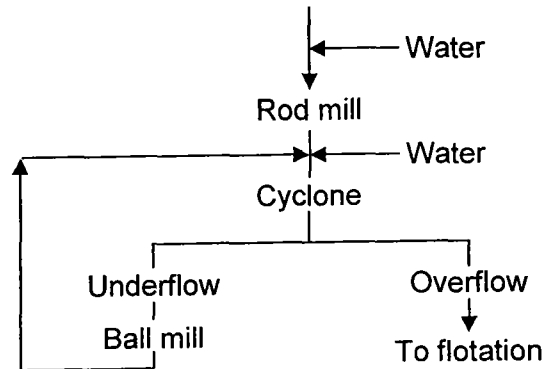 Water
Rod mill
Water
Cyclone
Underflow
Overflow
Ball mill
To flotation